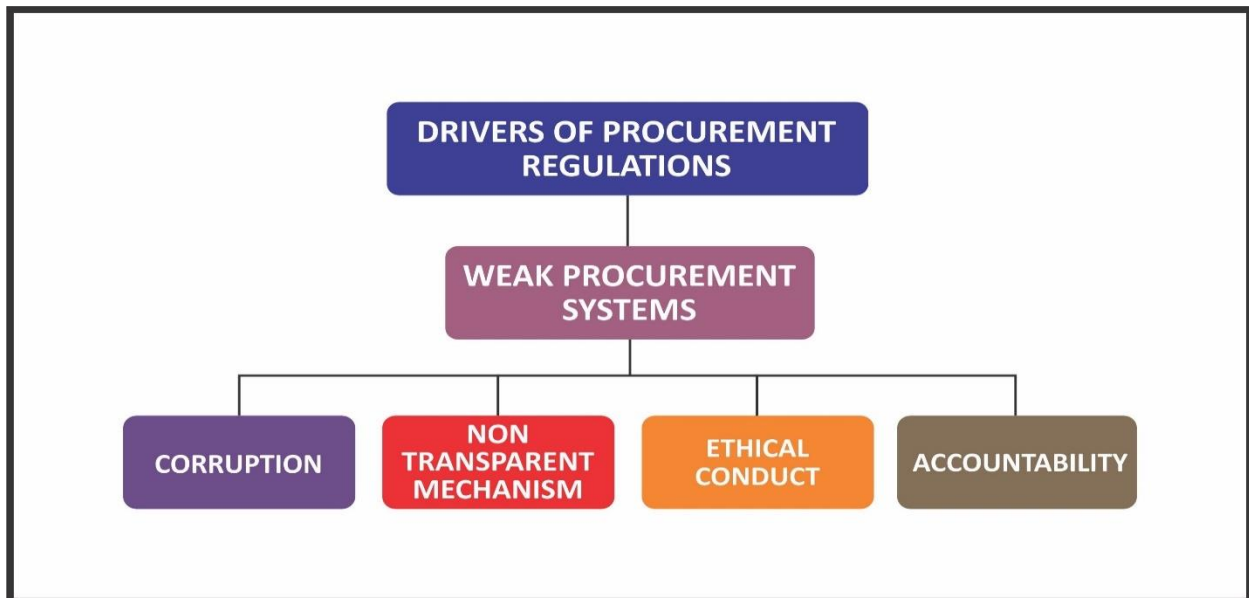 DRIVERS OF PROCUREMENT
REGULATIONS
WEAK PROCUREMENT
SYSTEMS
CORRUPTION
NON
TRANSPARENT
MECHANISM
ETHICAL
CONDUCT
ACCOUNTABILITY